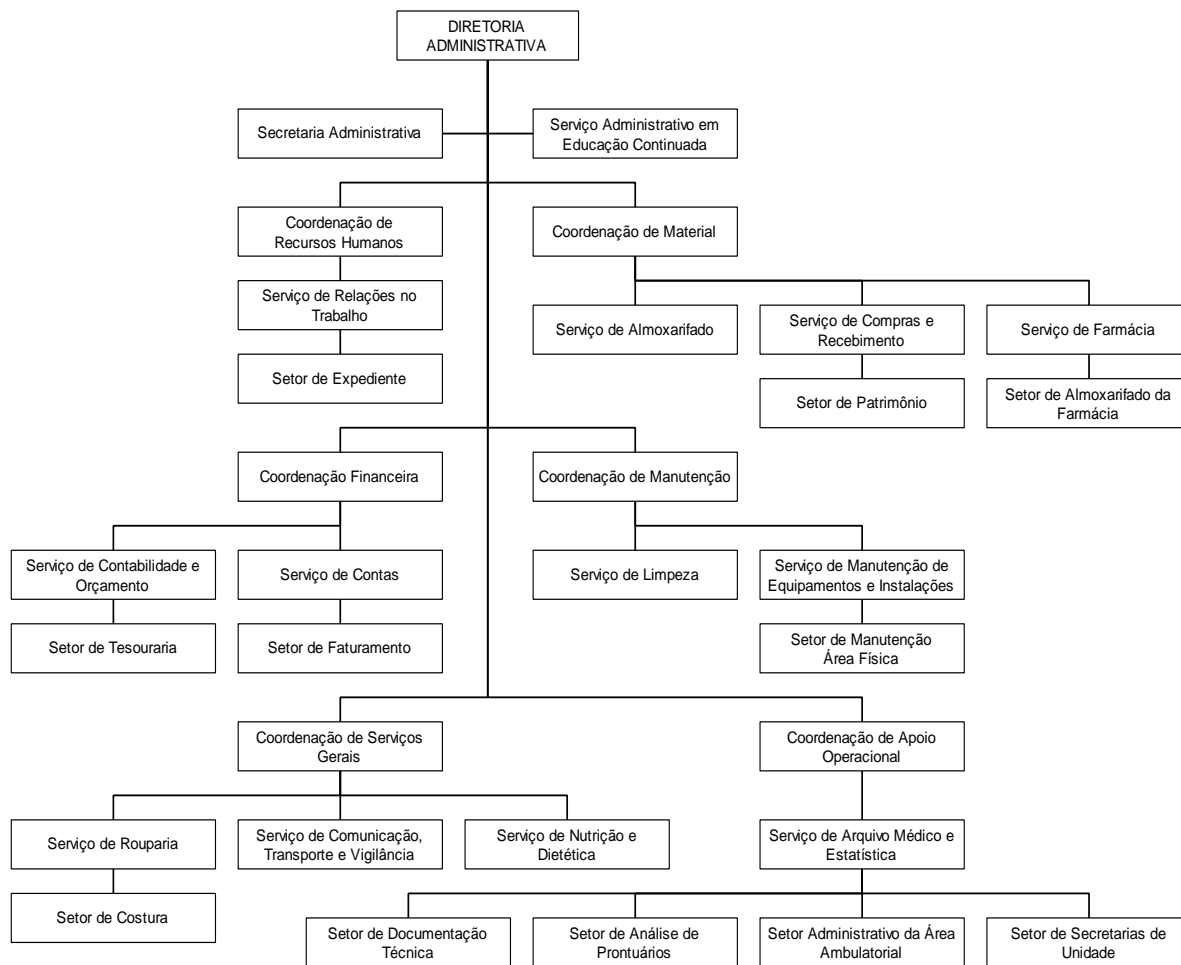 DIRETORIA
ADMINISTRATIVA
Secretaria Administrativa
Serviço Administrativo em
Educação Continuada
Coordenação de
Recursos Humanos
Coordenação de Material
Serviço de Relações no
Trabalho
Serviço de Almoxarifado
Serviço de Compras e
Recebimento
Serviço de Farmácia
Setor de Expediente
Setor de Patrimônio
Setor de Almoxarifado da
Farmácia
Coordenação Financeira
Coordenação de Manutenção
Serviço de Contabilidade e
Orçamento
Serviço de Contas
Serviço de Limpeza
Serviço de Manutenção de
Equipamentos e Instalações
Setor de Tesouraria
Setor de Faturamento
Setor de Manutenção
Área Física
Coordenação de Serviços
Gerais
Coordenação de Apoio
Operacional
Serviço de Rouparia
Serviço de Comunicação,
Transporte e Vigilância
Serviço de Nutrição e
Dietética
Serviço de Arquivo Médico e
Estatística
Setor de Costura
Setor de Documentação
Técnica
Setor de Análise de
Prontuários
Setor Administrativo da Área
Ambulatorial
Setor de Secretarias de
Unidade